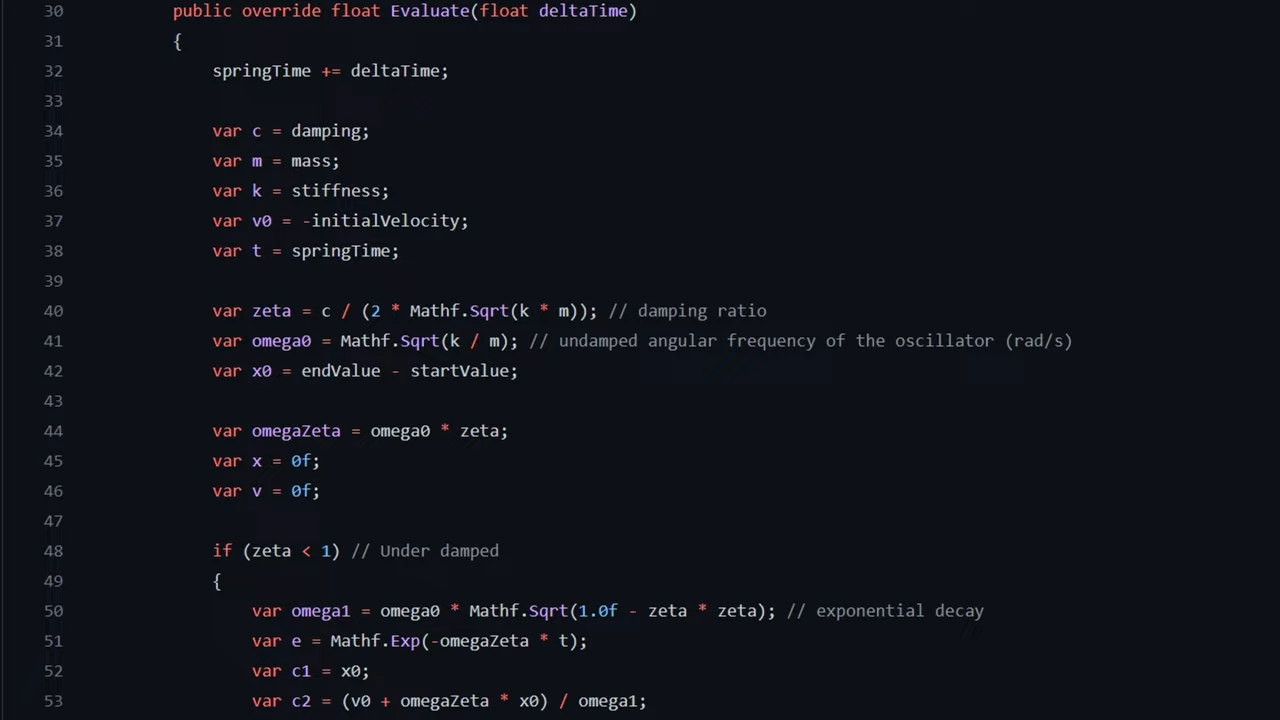 30 public override float Evaluate(float deltaTime)
31 {
32 springTime += deltaTime;
33
34 var c = damping;
35 var m = mass;
36 var k = stiffness;
37 var v0 = -initialVelocity;
38 var t = springTime;
39
40 var zeta = c / (2 * Mathf.Sqrt(k * m)); // damping ratio
41 var omega0 = Mathf.Sqrt(k / m); // undamped angular frequency of the oscillator (rad/s)
42 var x0 = endValue - startValue;
43
44 var omegaZeta = omega0 * zeta;
45 var x = 0f;
46 var v = 0f;
47
48 if (zeta < 1) // Under damped
49 {
50 var omega1 = omega0 * Mathf.Sqrt(1.0f - zeta * zeta); // exponential decay
51 var e = Mathf.Exp(-omegaZeta * t);
52 var c1 = x0;
53 var c2 = (v0 + omegaZeta * x0) / omega1;